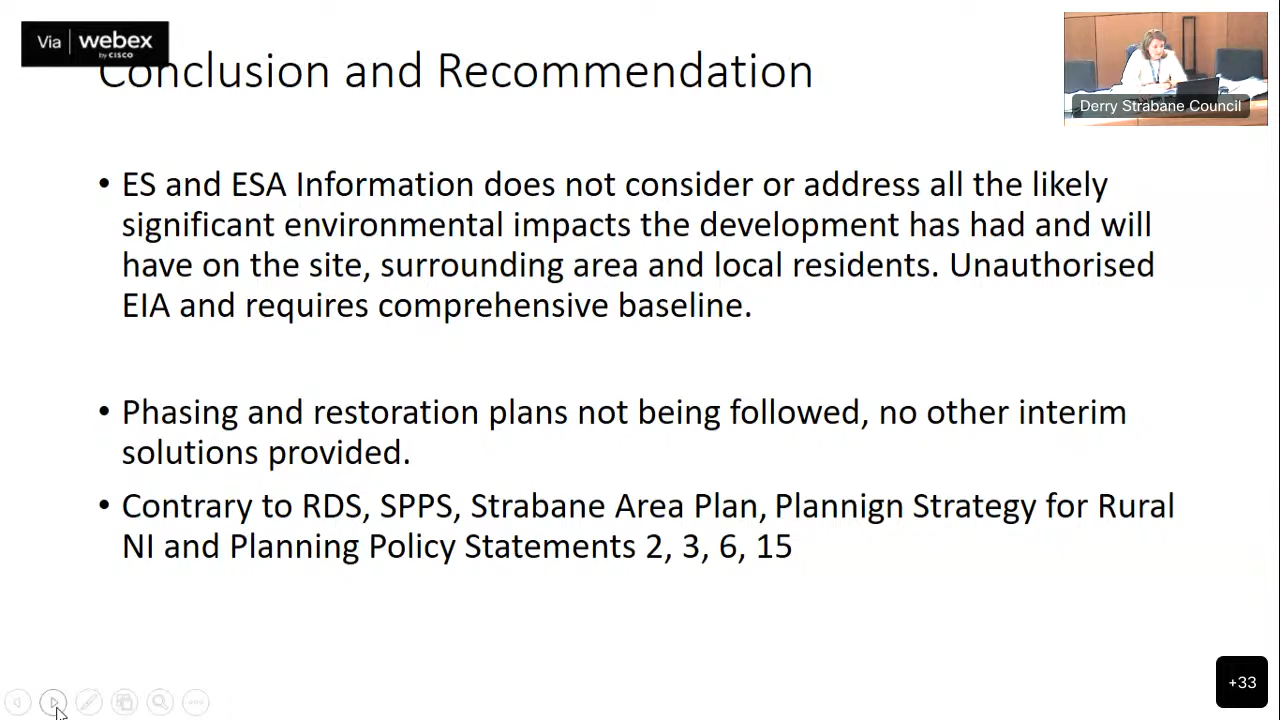 Via webex
by CISCO
Conclusion and Recommendation
Derry Strabane Council
• ES and ESA Information does not consider or address all the likely
significant environmental impacts the development has had and will
have on the site, surrounding area and local residents. Unauthorised
EIA and requires comprehensive baseline.
• Phasing and restoration plans not being followed, no other interim
solutions provided.
• Contrary to RDS, SPPS, Strabane Area Plan, Plannign Strategy for Rural
NI and Planning Policy Statements 2, 3, 6, 15
+33